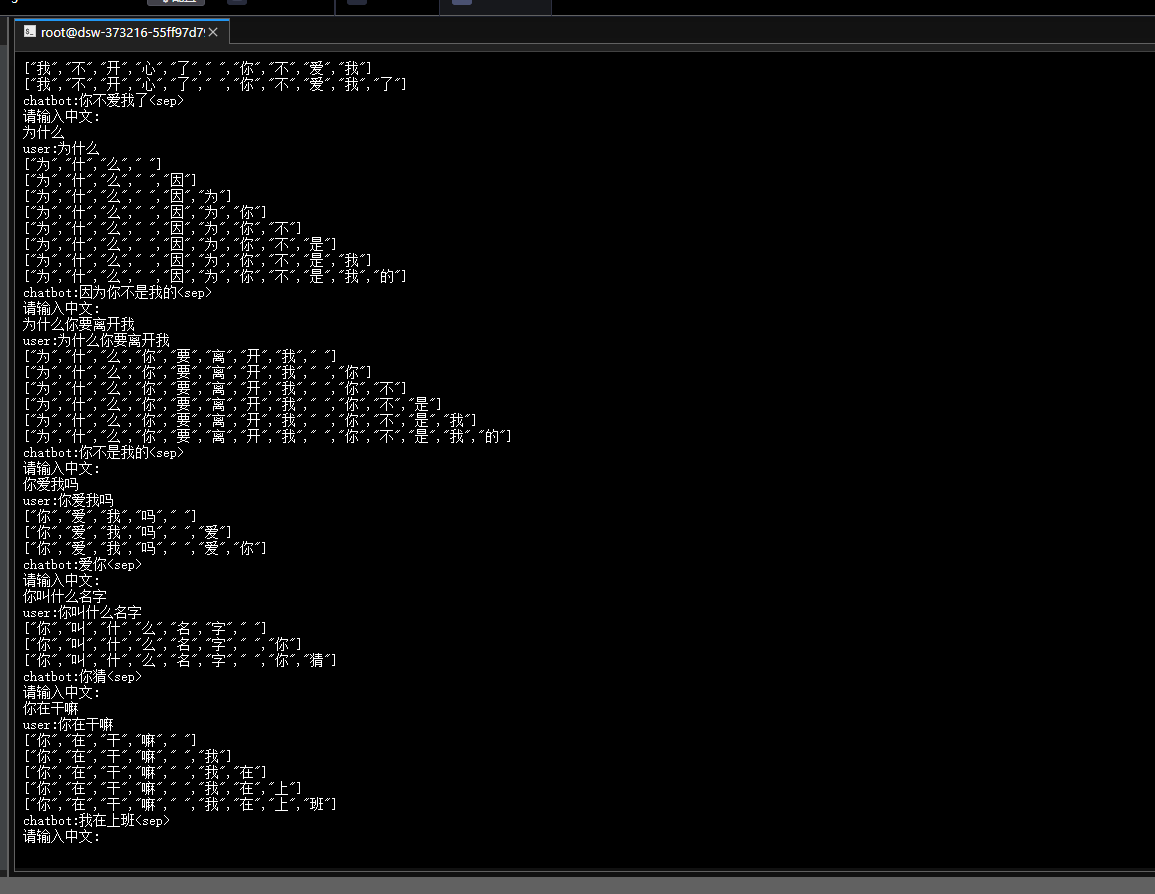 root@dsw-373216-55ff97d7
["我","不","开","心","了"," ","你","不","爱","我"]
["我","不","开","心","了"," ","你","不","爱","我","了"]
chatbot:你不爱我了<sep>
请输入中文:
为什么
user:为什么
["为","什","么"," "]
["为","什","么"," ","因"]
["为","什","么"," ","因","为"]
["为","什","么"," ","因","为","你"]
["为","什","么"," ","因","为","你","不"]
["为","什","么"," ","因","为","你","不","是"]
["为","什","么"," ","因","为","你","不","是","我"]
["为","什","么"," ","因","为","你","不","是","我","的"]
chatbot:因为你不是我的<sep>
请输入中文:
为什么你要离开我
user:为什么你要离开我
["为","什","么","你","要","离","开","我"," "]
["为","什","么","你","要","离","开","我"," ","你"]
["为","什","么","你","要","离","开","我"," ","你","不"]
["为","什","么","你","要","离","开","我"," ","你","不","是"]
["为","什","么","你","要","离","开","我"," ","你","不","是","我"]
["为","什","么","你","要","离","开","我"," ","你","不","是","我","的"]
chatbot:你不是我的<sep>
请输入中文:
你爱我吗
user:你爱我吗
["你","爱","我","吗"," "]
["你","爱","我","吗"," ","爱"]
["你","爱","我","吗"," ","爱","你"]
chatbot:爱你<sep>
请输入中文:
你叫什么名字
user:你叫什么名字
["你","叫","什","么","名","字"," "]
["你","叫","什","么","名","字"," ","你"]
["你","叫","什","么","名","字"," ","你","猜"]
chatbot:你猜<sep>
请输入中文:
你在干嘛
user:你在干嘛
["你","在","干","嘛"," "]
["你","在","干","嘛"," ","我"]
["你","在","干","嘛"," ","我","在"]
["你","在","干","嘛"," ","我","在","上"]
["你","在","干","嘛"," ","我","在","上","班"]
chatbot:我在上班<sep>
请输入中文: